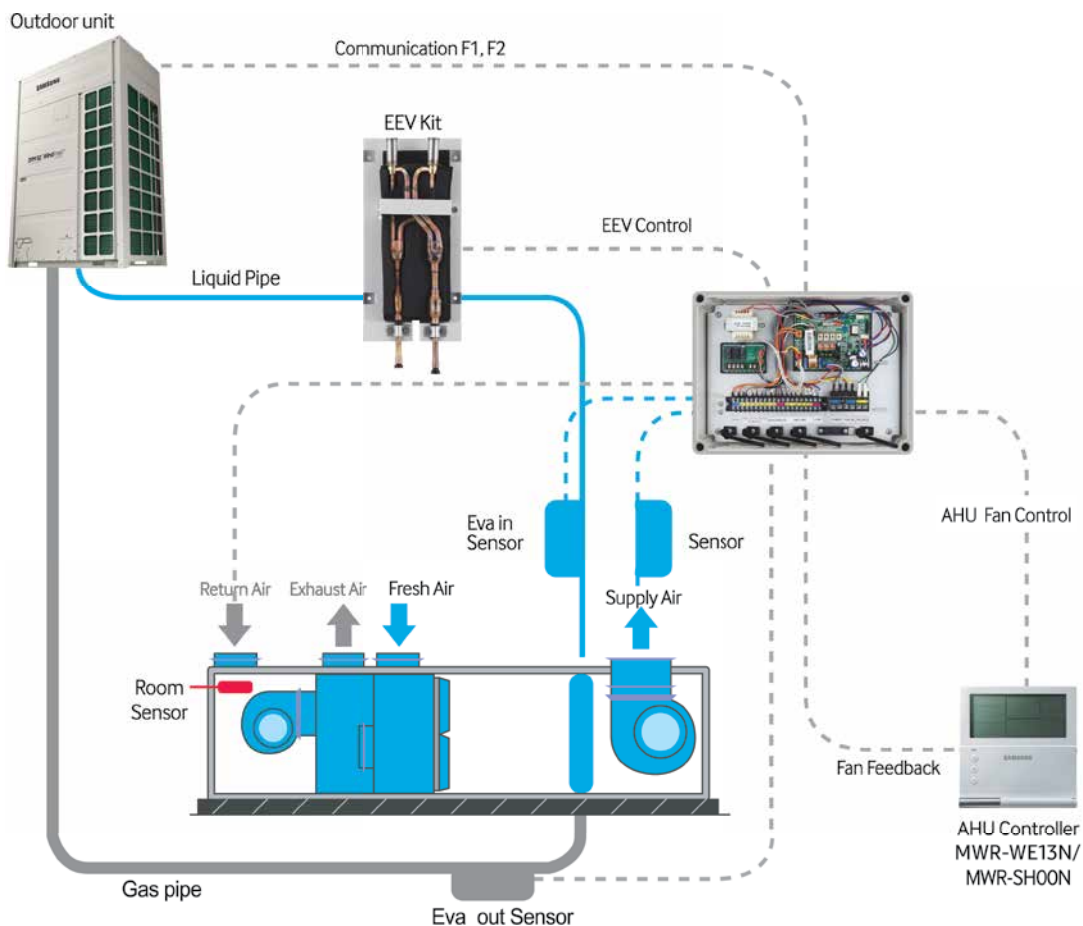 Outdoor unit
Communication F1, F2
SAMSUNG
EEV Kit
EEV Control
Liquid Pipe
Eva in
Sensor
Sensor
AHU Fan Control
Return Air
Exhaust Air
Fresh Air
Supply Air
Room
Sensor
Fan Feedback
SAMSUNG
AHU Controller
MWR-WE13N/
MWR-SH00N
Gas pipe
Eva out Sensor